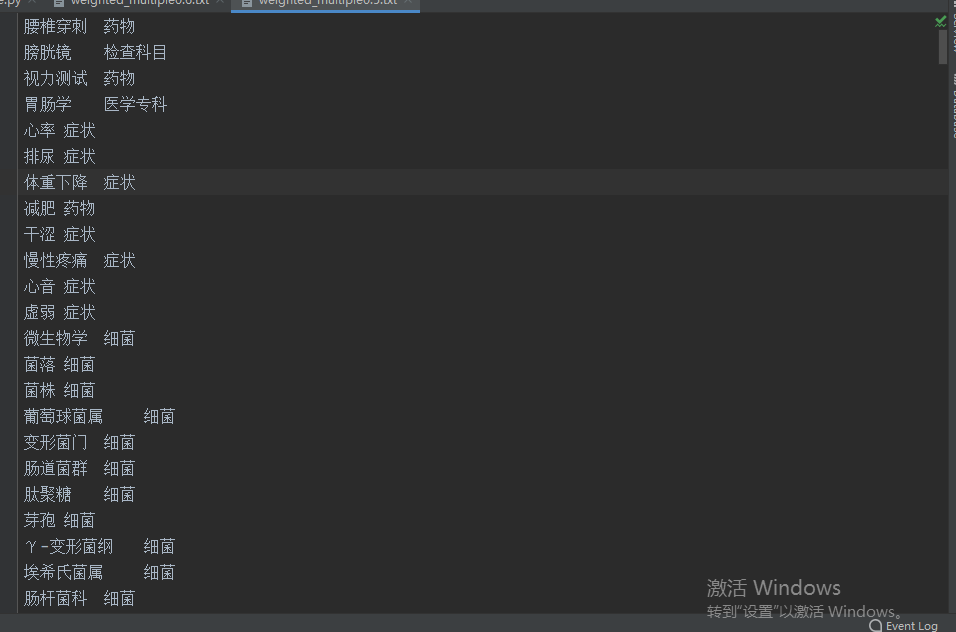 weighted_multiple0.5.txt
腰椎穿刺 药物
膀胱镜 检查科目
视力测试 药物
胃肠学 医学专科
心率 症状
排尿 症状
体重下降 症状
减肥 药物
干涩 症状
慢性疼痛 症状
心音 症状
虚弱 症状
微生物学 细菌
菌落 细菌
菌株 细菌
葡萄球菌属 细菌
变形菌门 细菌
肠道菌群 细菌
肽聚糖 细菌
芽孢 细菌
γ-变形菌纲 细菌
埃希氏菌属 细菌
肠杆菌科 细菌
激活 Windows
转到“设置”以激活 Windows。
Event Log